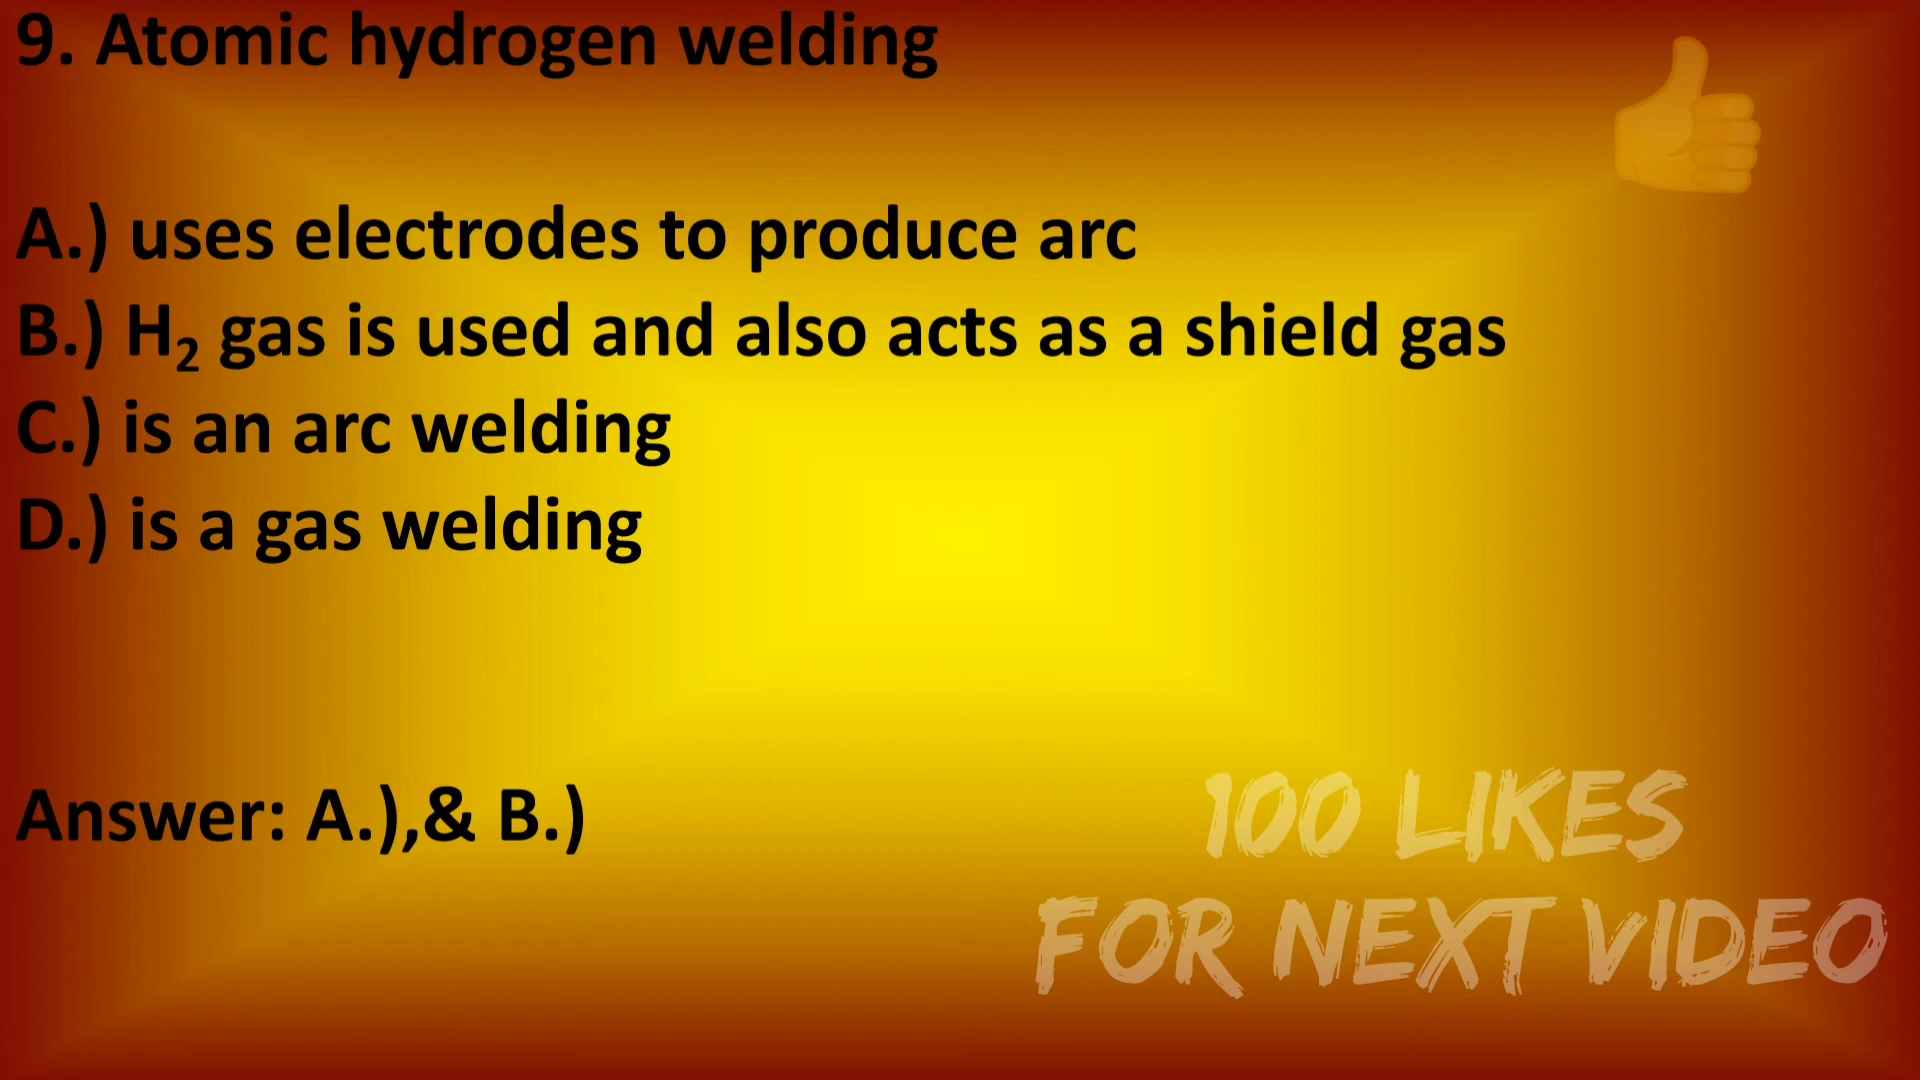 9. Atomic hydrogen welding
A.) uses electrodes to produce arc
B.) H₂ gas is used and also acts as a shield gas
C.) is an arc welding
D.) is a gas welding
Answer: A.),& B.)
100 LIKES
FOR NEXT VIDEO